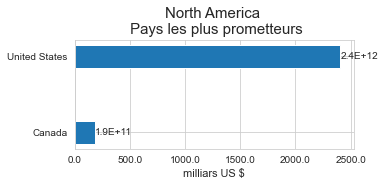 North America
Pays les plus prometteurs
United States
2.4E+12
Canada
1.9E+11
0.0 500.0 1000.0 1500.0 2000.0 2500.0
milliars US $